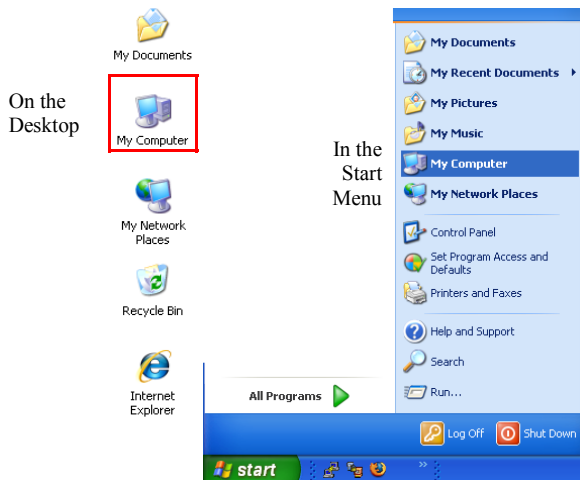 My Documents
On the
Desktop
My Computer
My Network
Places
Recycle Bin
Internet
Explorer
In the
Start
Menu
My Documents
My Recent Documents
My Pictures
My Music
My Computer
My Network Places
Control Panel
Set Program Access and
Defaults
Printers and Faxes
Help and Support
Search
Run...
All Programs
Log Off
Shut Down
start